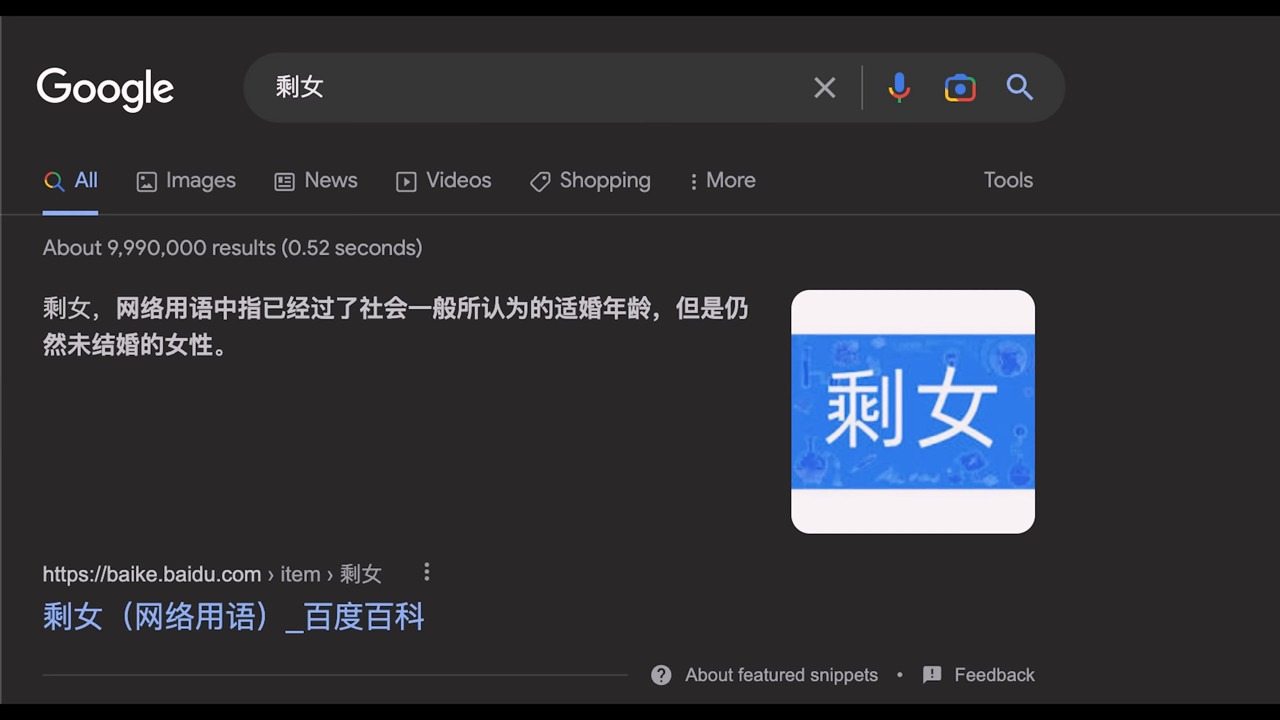 Google
剩女
All
Images
News
Videos
Shopping
More
Tools
About 9,990,000 results (0.52 seconds)
剩女，网络用语中指已经过了社会一般所认为的适婚年龄，但是仍
然未结婚的女性。
剩女
https://baike.baidu.com › item › 剩女
剩女（网络用语）_百度百科
About featured snippets • Feedback